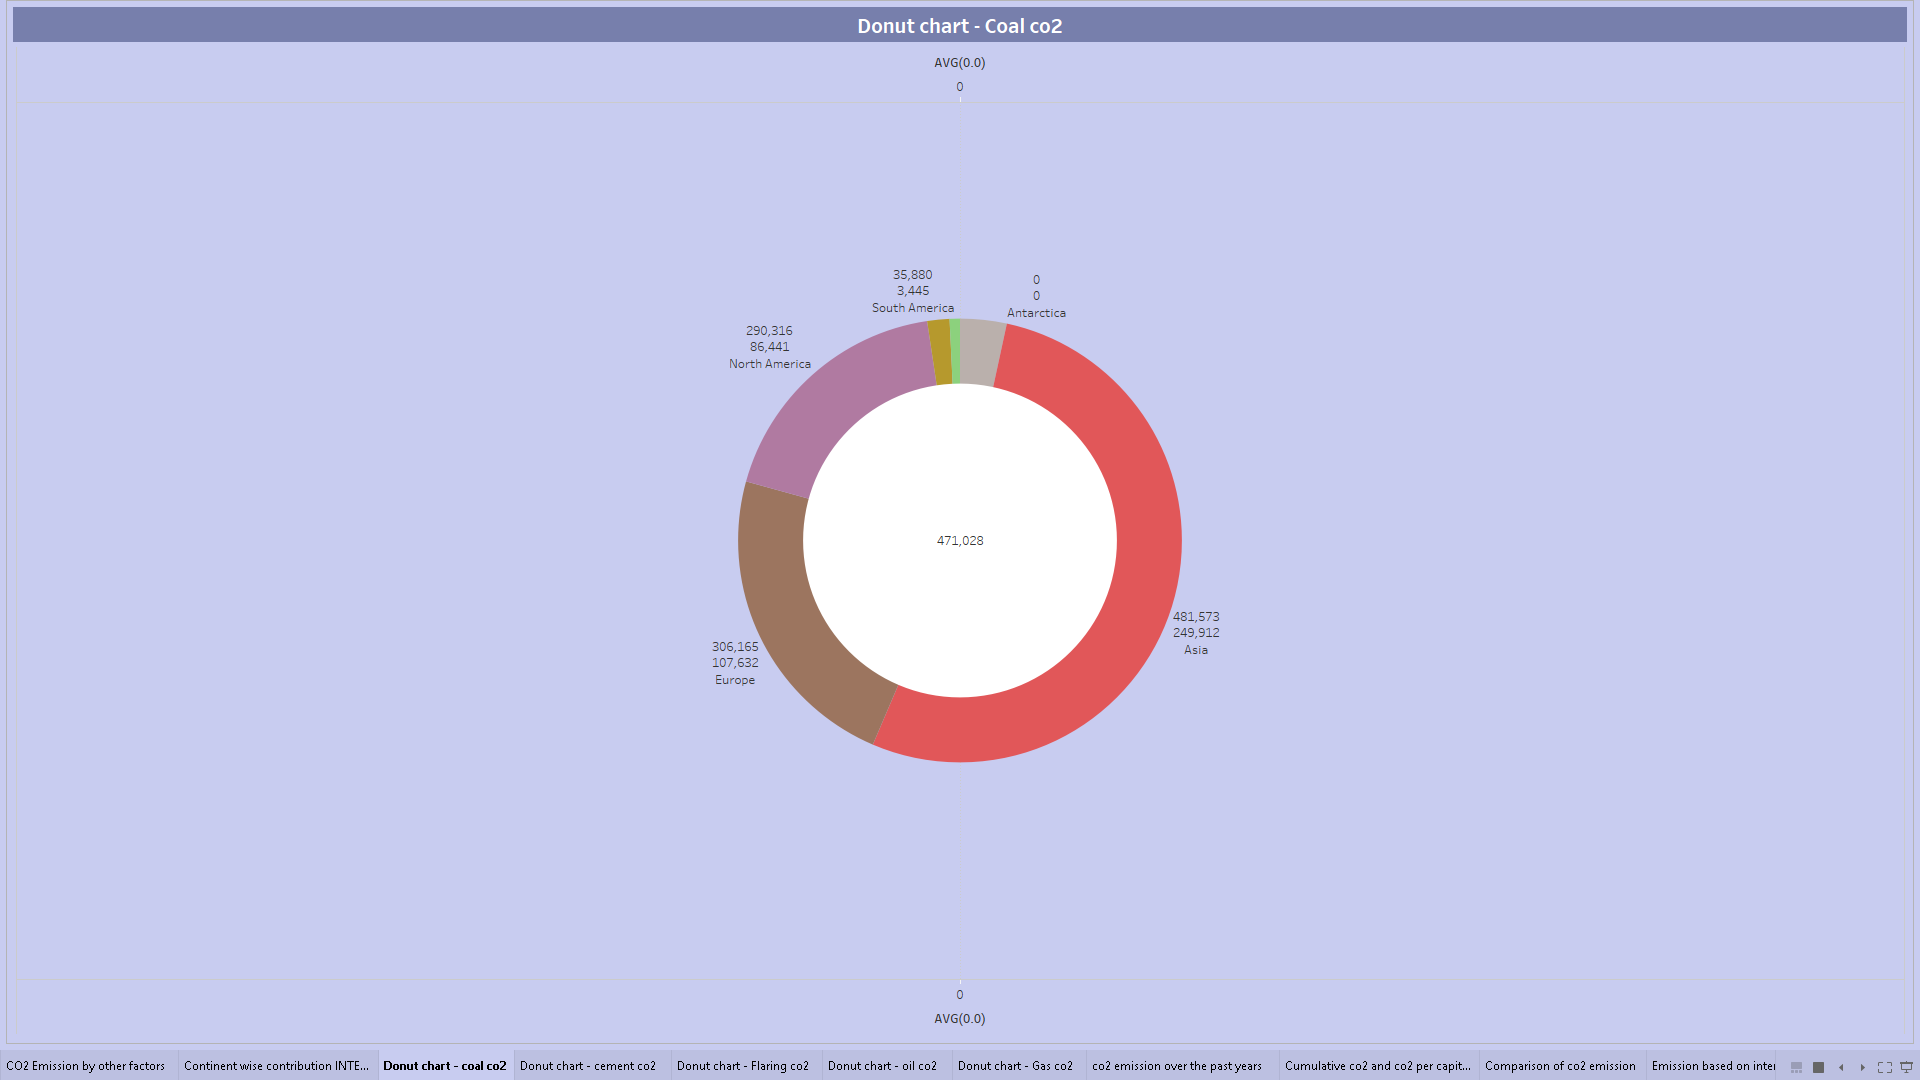 Donut chart - Coal co2
AVG(0.0)
0
35,880
3,445
South America
0
0
Antarctica
290,316
86,441
North America
471,028
481,573
249,912
Asia
306,165
107,632
Europe
0
AVG(0.0)
CO2 Emission by other factors
Continent wise contribution INTE...
Donut chart - coal co2
Donut chart - cement co2
Donut chart - Flaring co2
Donut chart - oil co2
Donut chart - Gas co2
co2 emission over the past years
Cumulative co2 and co2 per capit...
Comparison of co2 emission
Emission based on inter